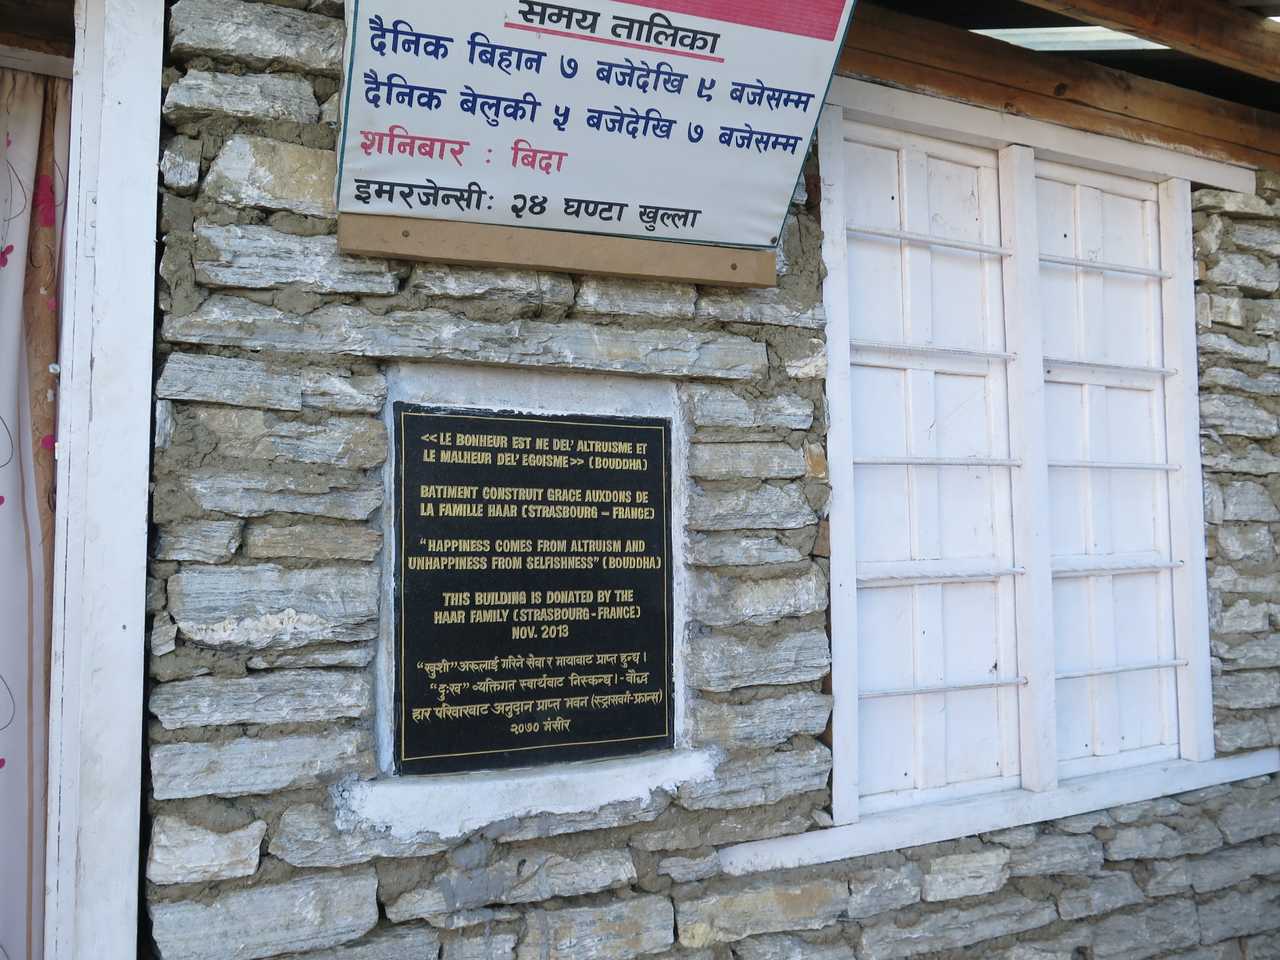 समय तालिका
दैनिक बिहान ७ बजेदेखि ९ बजेसम्म
दैनिक बेलुकी ५ बजेदेखि ७ बजेसम्म
शनिबार : बिदा
इमरजेन्सी: २४ घण्टा खुल्ला
<<LE BONHEUR EST NE DEL' ALTRUISME ET
LE MALHEUR DEL' EGOISME>> (BOUDDHA)
BATIMENT CONSTRUIT GRACE AUXDONS DE
LA FAMILLE HAAR (STRASBOURG – FRANCE)
"HAPPINESS COMES FROM ALTRUISM AND
UNHAPPINESS FROM SELFISHNESS" (BOUDDHA)
THIS BUILDING IS DONATED BY THE
HAAR FAMILY (STRASBOURG-FRANCE)
NOV. 2013
"खुशी" अरूलाई गरिने सेवा र मायावाट प्राप्त हुन्छ ।
"दुःख" व्यक्तिगत स्वार्थवाट निस्कन्छ । - वौध्द
हार परिवारवाट अनुदान प्राप्त भवन (स्ट्रासवर्ग-फ्रान्स)
२०७० मंसीर